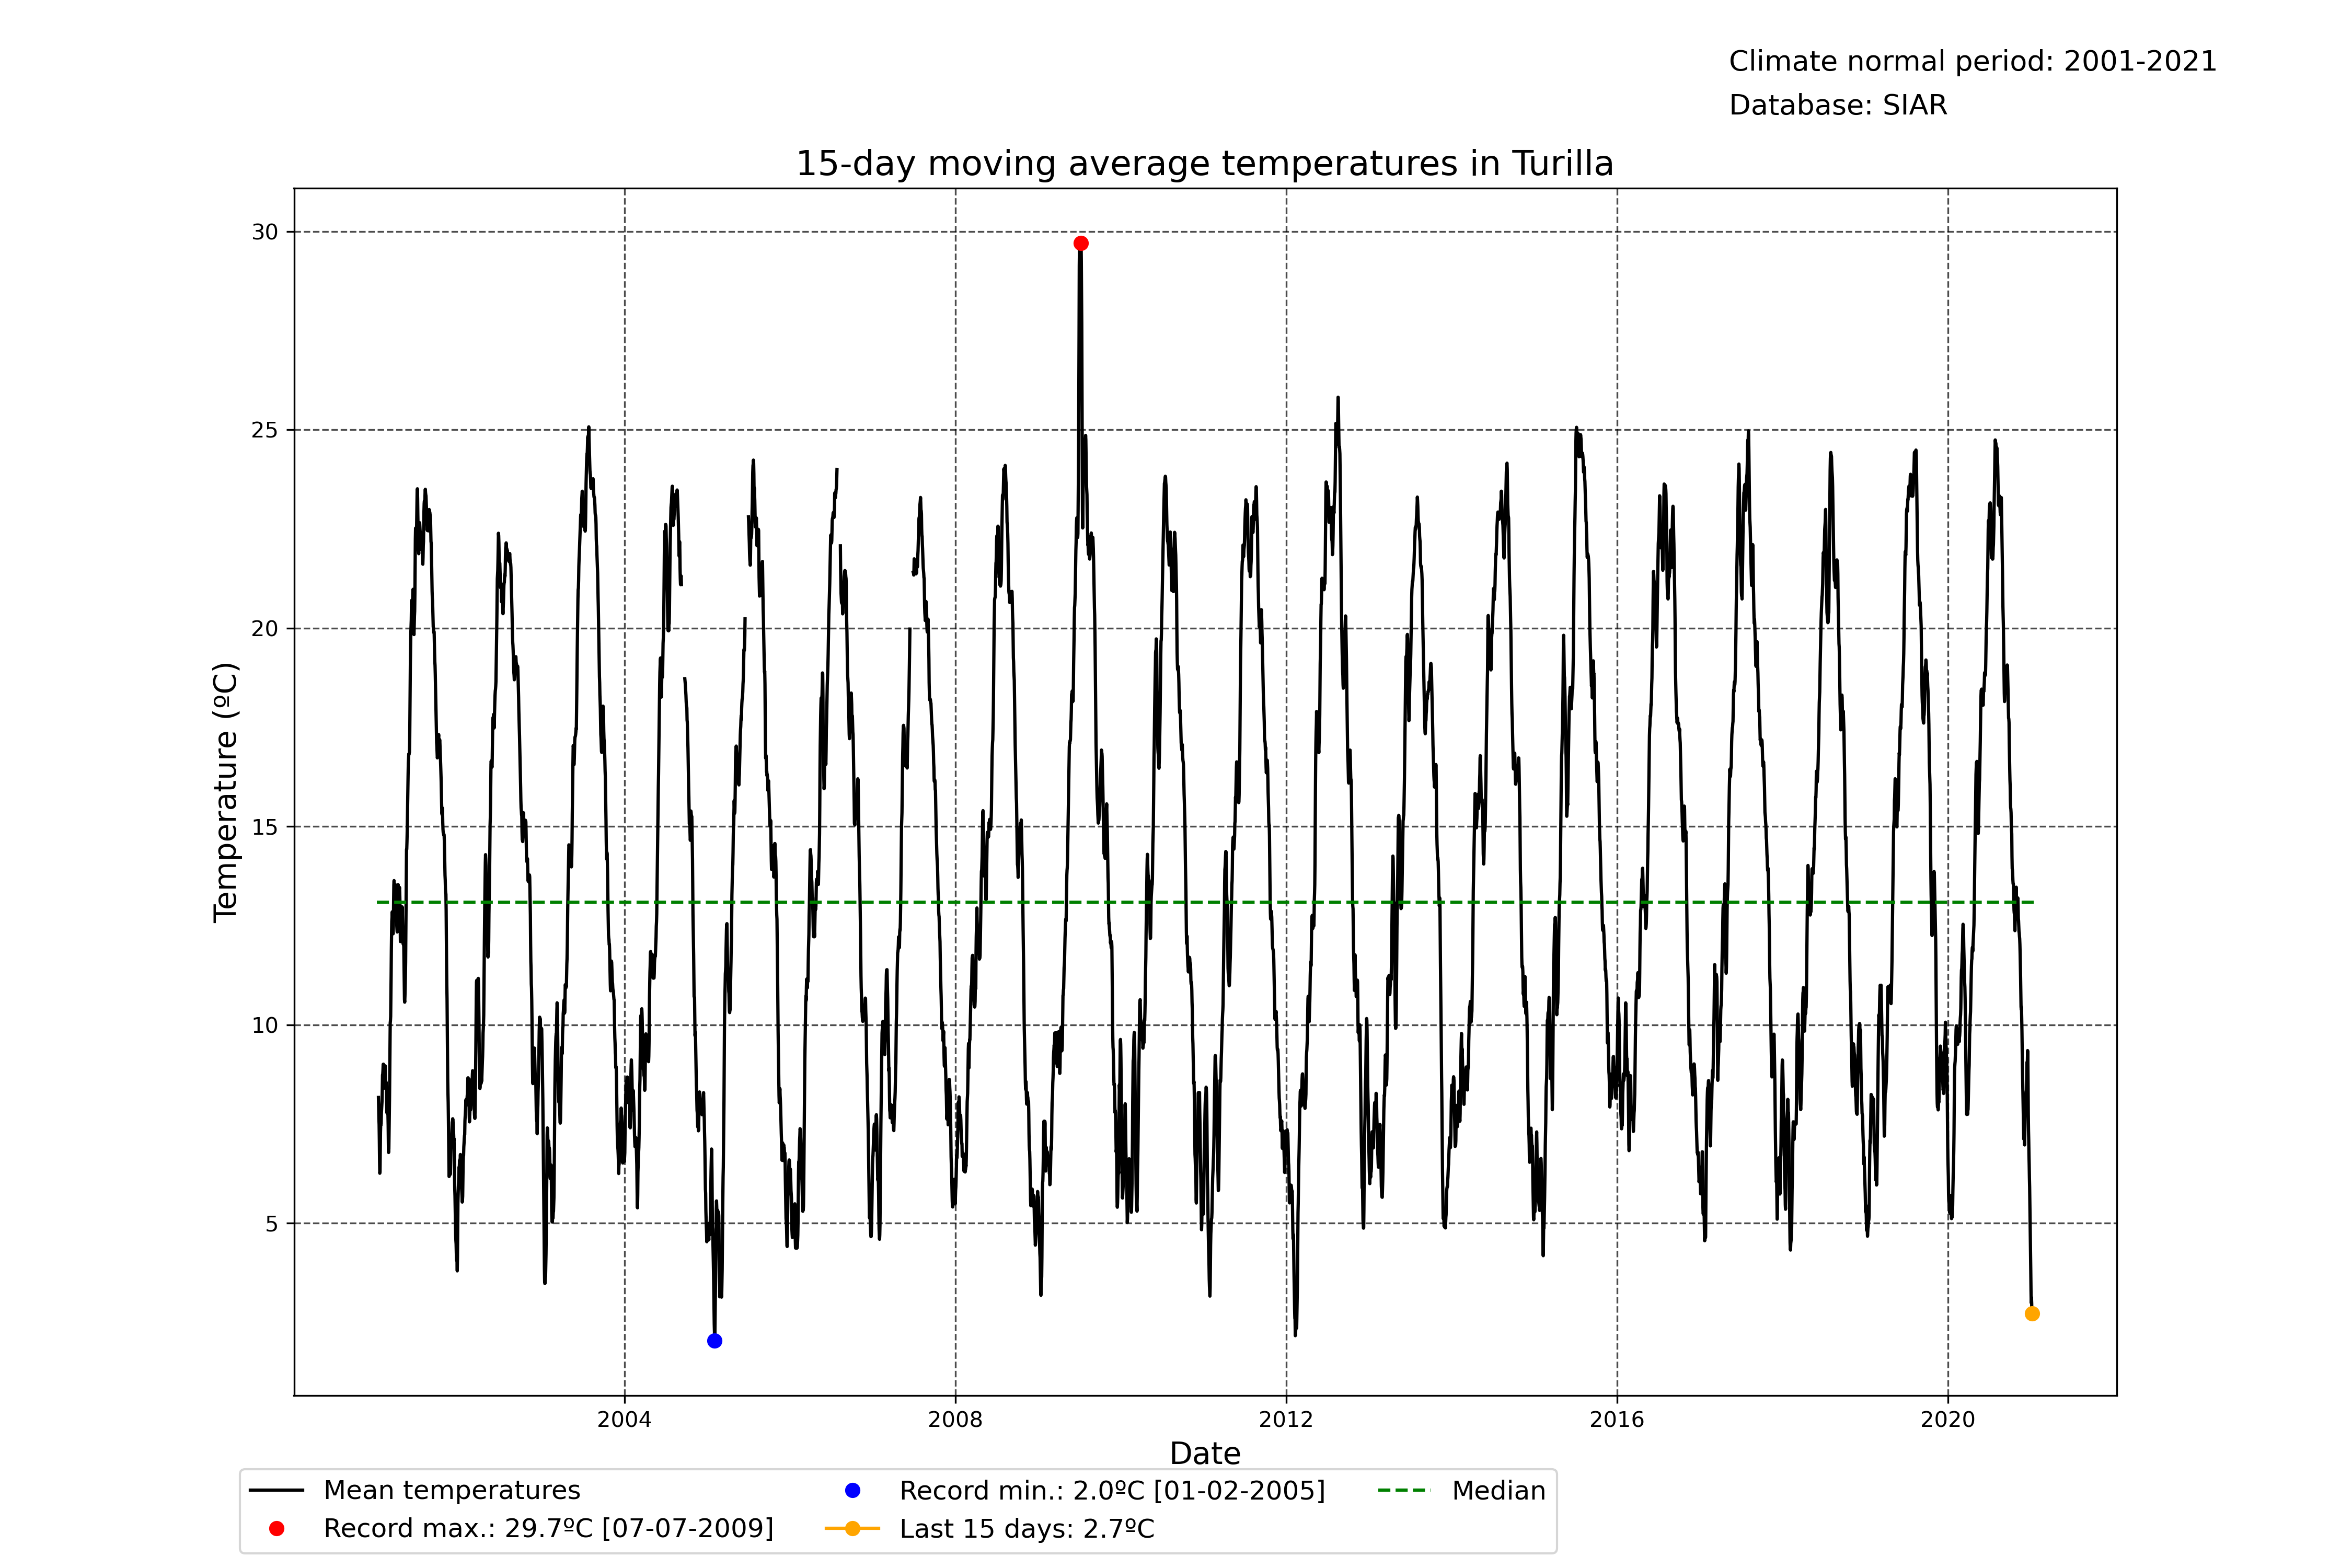 Climate normal period: 2001-2021
Database: SIAR
15-day moving average temperatures in Turilla
30
25
20
15
10
5
Temperature (ºC)
2004 2008 2012 2016 2020
Date
Mean temperatures
Record max.: 29.7ºC [07-07-2009]
Record min.: 2.0ºC [01-02-2005]
Last 15 days: 2.7ºC
Median